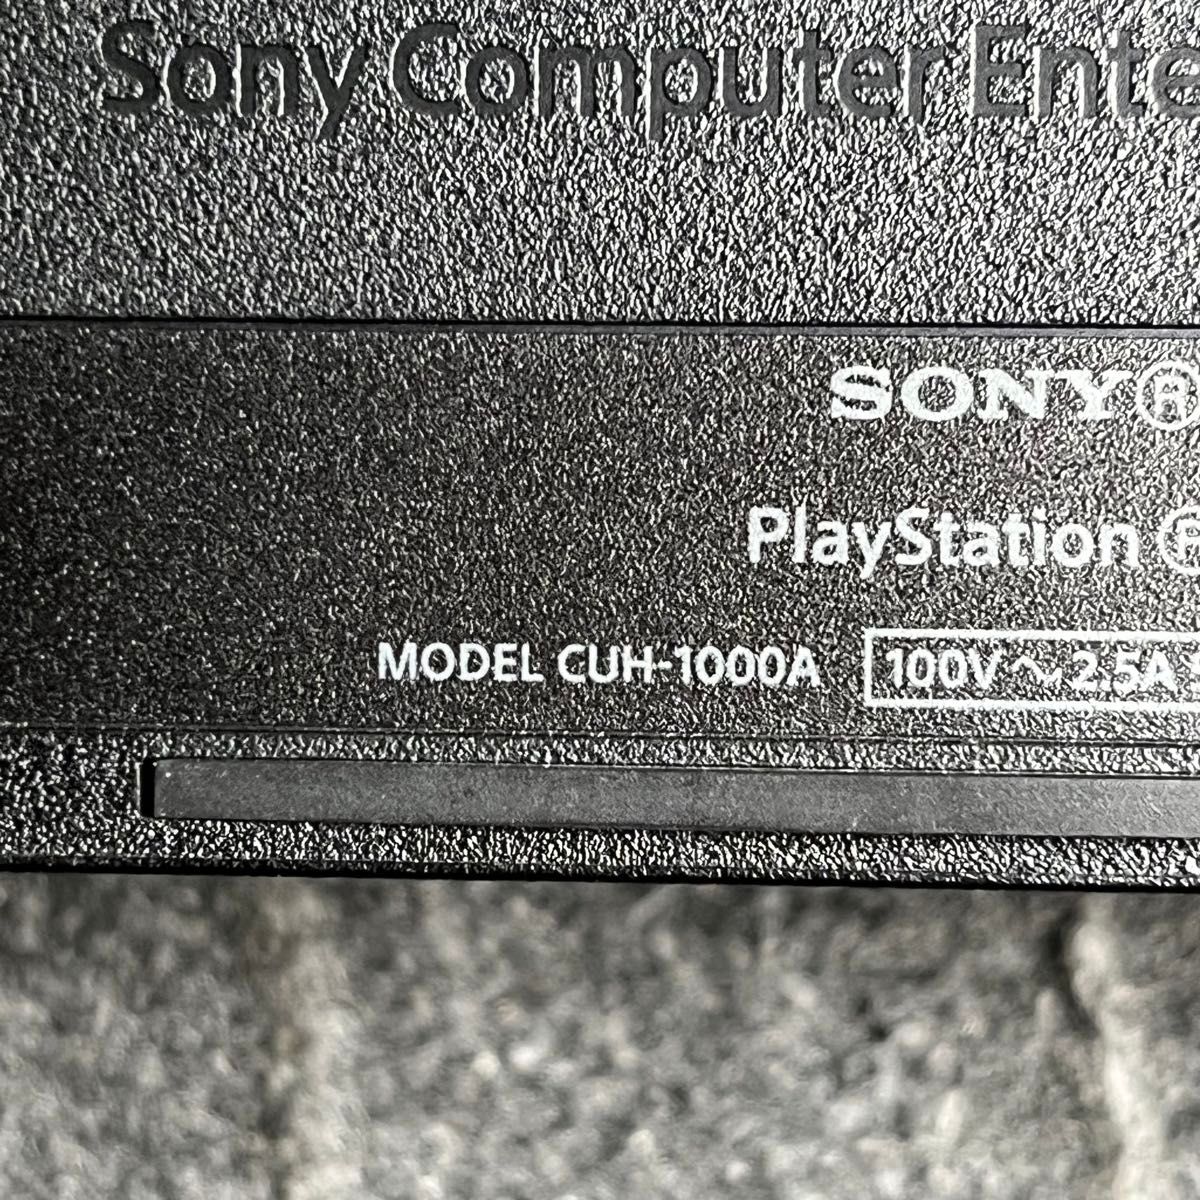 Sony Computer Ente
SONY®
PlayStation®
MODEL CUH-1000A 100V ~ 2.5A